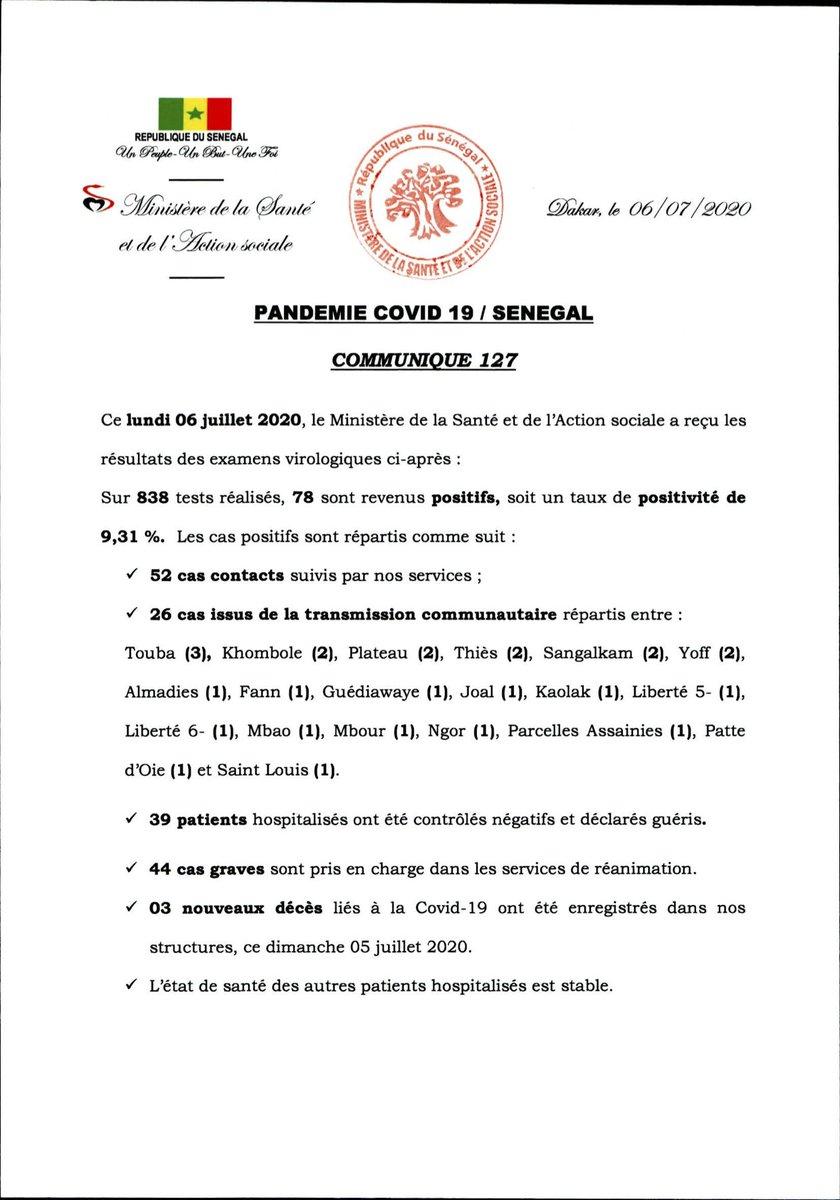 REPUBLIQUE DU SENEGAL
Un Peuple-Un But-Une Foi
Ministère de la Santé
et de l'Action sociale
★ République du Sénégal ★
MINISTÈRE DE LA SANTÉ ET DE L'ACTION SOCIALE
Dakar, le 06/07/2020
PANDEMIE COVID 19 / SENEGAL
COMMUNIQUE 127
Ce lundi 06 juillet 2020, le Ministère de la Santé et de l'Action sociale a reçu les
résultats des examens virologiques ci-après :
Sur 838 tests réalisés, 78 sont revenus positifs, soit un taux de positivité de
9,31 %. Les cas positifs sont répartis comme suit :
✓ 52 cas contacts suivis par nos services ;
✓ 26 cas issus de la transmission communautaire répartis entre :
Touba (3), Khombole (2), Plateau (2), Thiès (2), Sangalkam (2), Yoff (2),
Almadies (1), Fann (1), Guédiawaye (1), Joal (1), Kaolak (1), Liberté 5- (1),
Liberté 6- (1), Mbao (1), Mbour (1), Ngor (1), Parcelles Assainies (1), Patte
d'Oie (1) et Saint Louis (1).
✓ 39 patients hospitalisés ont été contrôlés négatifs et déclarés guéris.
✓ 44 cas graves sont pris en charge dans les services de réanimation.
✓ 03 nouveaux décès liés à la Covid-19 ont été enregistrés dans nos
structures, ce dimanche 05 juillet 2020.
✓ L'état de santé des autres patients hospitalisés est stable.